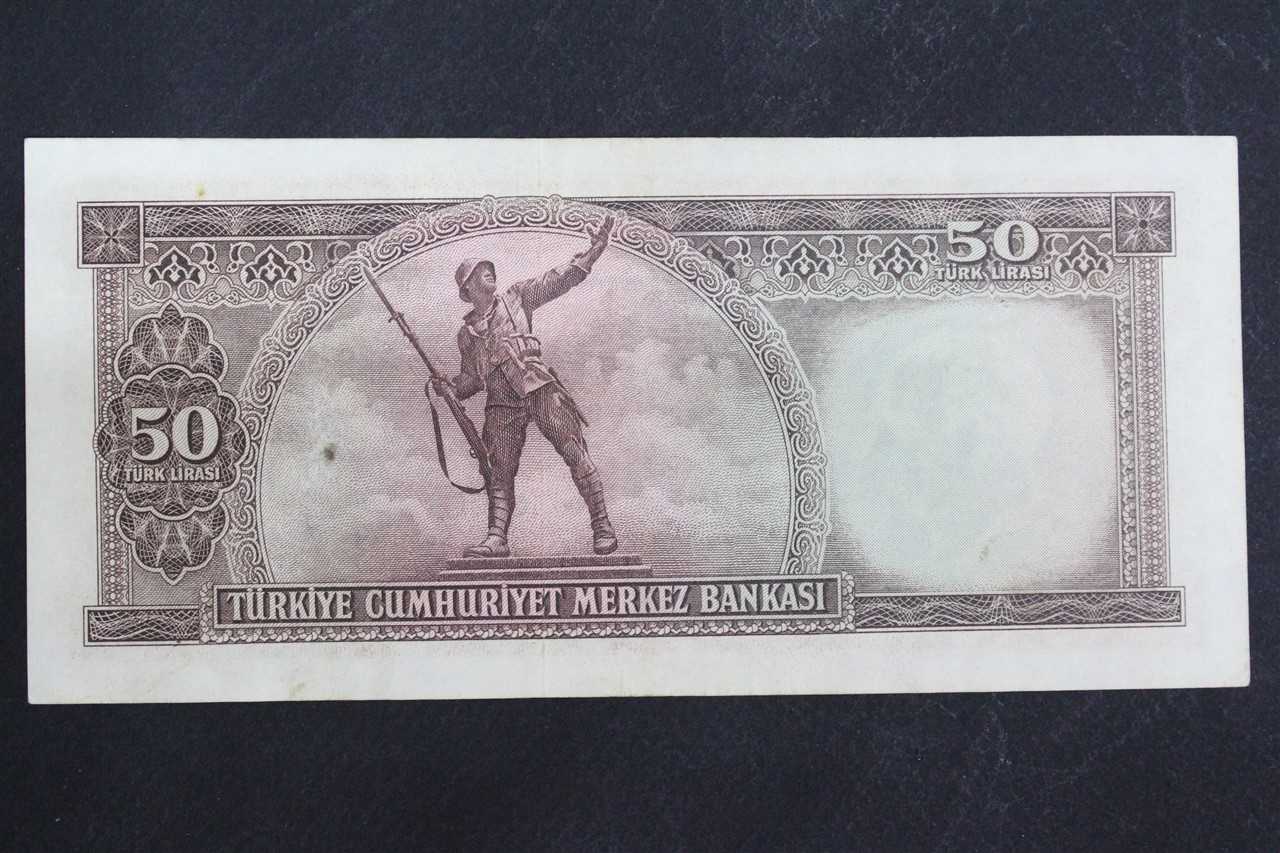 50
TÜRK LİRASI
50
TÜRK LİRASI
TÜRKİYE CUMHURİYET MERKEZ BANKASI